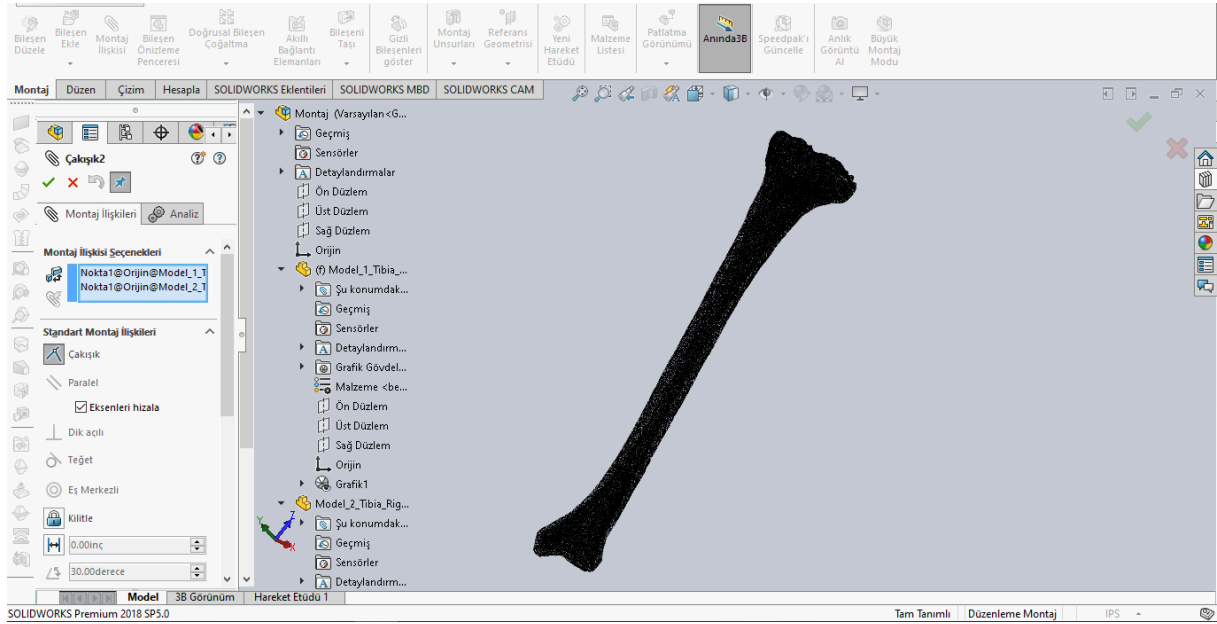 Bileşen Düzele
Bileşen Ekle
Montaj İlişkisi
Bileşen Önizleme Penceresi
Doğrusal Bileşen Çoğaltma
Akıllı Bağlantı Elemanları
Bileşeni Taşı
Gizli Bileşenleri göster
Montaj Unsurları
Referans Geometrisi
Yeni Hareket Etüdü
Malzeme Listesi
Patlatma Görünümü
Anında3B
Speedpak'ı Güncelle
Anlık Görüntü Al
Büyük Montaj Modu
Montaj Düzen Çizim Hesapla SOLIDWORKS Eklentileri SOLIDWORKS MBD SOLIDWORKS CAM
Çakışık2
Montaj İlişkileri Analiz
Montaj İlişkisi Seçenekleri
Nokta1@Orijin@Model_1_T
Nokta1@Orijin@Model_2_T
Standart Montaj İlişkileri
Çakışık
Paralel
Eksenleri hizala
Dik açılı
Teğet
Eş Merkezli
Kilitle
0.00inç
30.00derece
Montaj (Varsayılan<G...
Geçmiş
Sensörler
Detaylandırmalar
Ön Düzlem
Üst Düzlem
Sağ Düzlem
Orijin
(f) Model_1_Tibia_...
Şu konumdak...
Geçmiş
Sensörler
Detaylandırm...
Grafik Gövdel...
Malzeme <be...
Ön Düzlem
Üst Düzlem
Sağ Düzlem
Orijin
Grafik1
Model_2_Tibia_Rig...
Şu konumdak...
Geçmiş
Sensörler
Detaylandırm...
Y Z X
Model 3B Görünüm Hareket Etüdü 1
SOLIDWORKS Premium 2018 SP5.0 Tam Tanımlı Düzenleme Montaj IPS